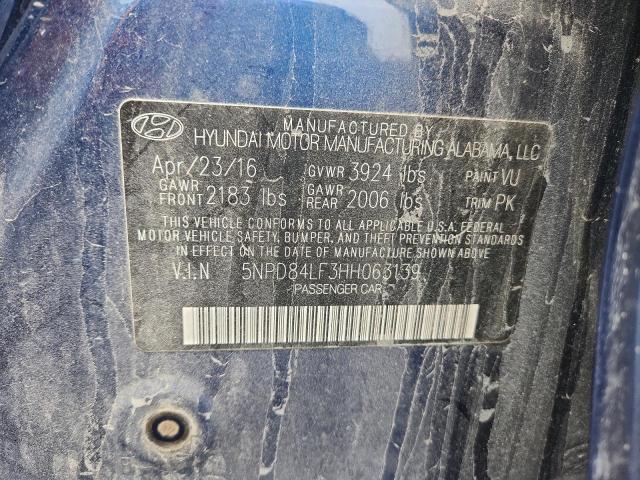 MANUFACTURED BY
HYUNDAI MOTOR MANUFACTURING ALABAMA, LLC
Apr/23/16 GVWR 3924 lbs PAINT VU
GAWR FRONT 2183 lbs GAWR REAR 2006 lbs TRIM PK
THIS VEHICLE CONFORMS TO ALL APPLICABLE U.S.A. FEDERAL
MOTOR VEHICLE SAFETY, BUMPER, AND THEFT PREVENTION STANDARDS
IN EFFECT ON THE DATE OF MANUFACTURE SHOWN ABOVE.
V.I.N 5NPD84LF3HH063139
PASSENGER CAR